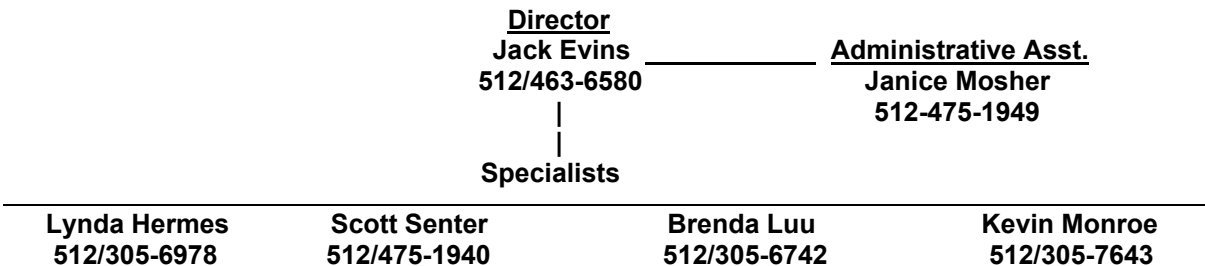 Director
Jack Evins
Administrative Asst.
512/463-6580
Janice Mosher
512-475-1949
|
|
Specialists
Lynda Hermes Scott Senter Brenda Luu Kevin Monroe
512/305-6978 512/475-1940 512/305-6742 512/305-7643